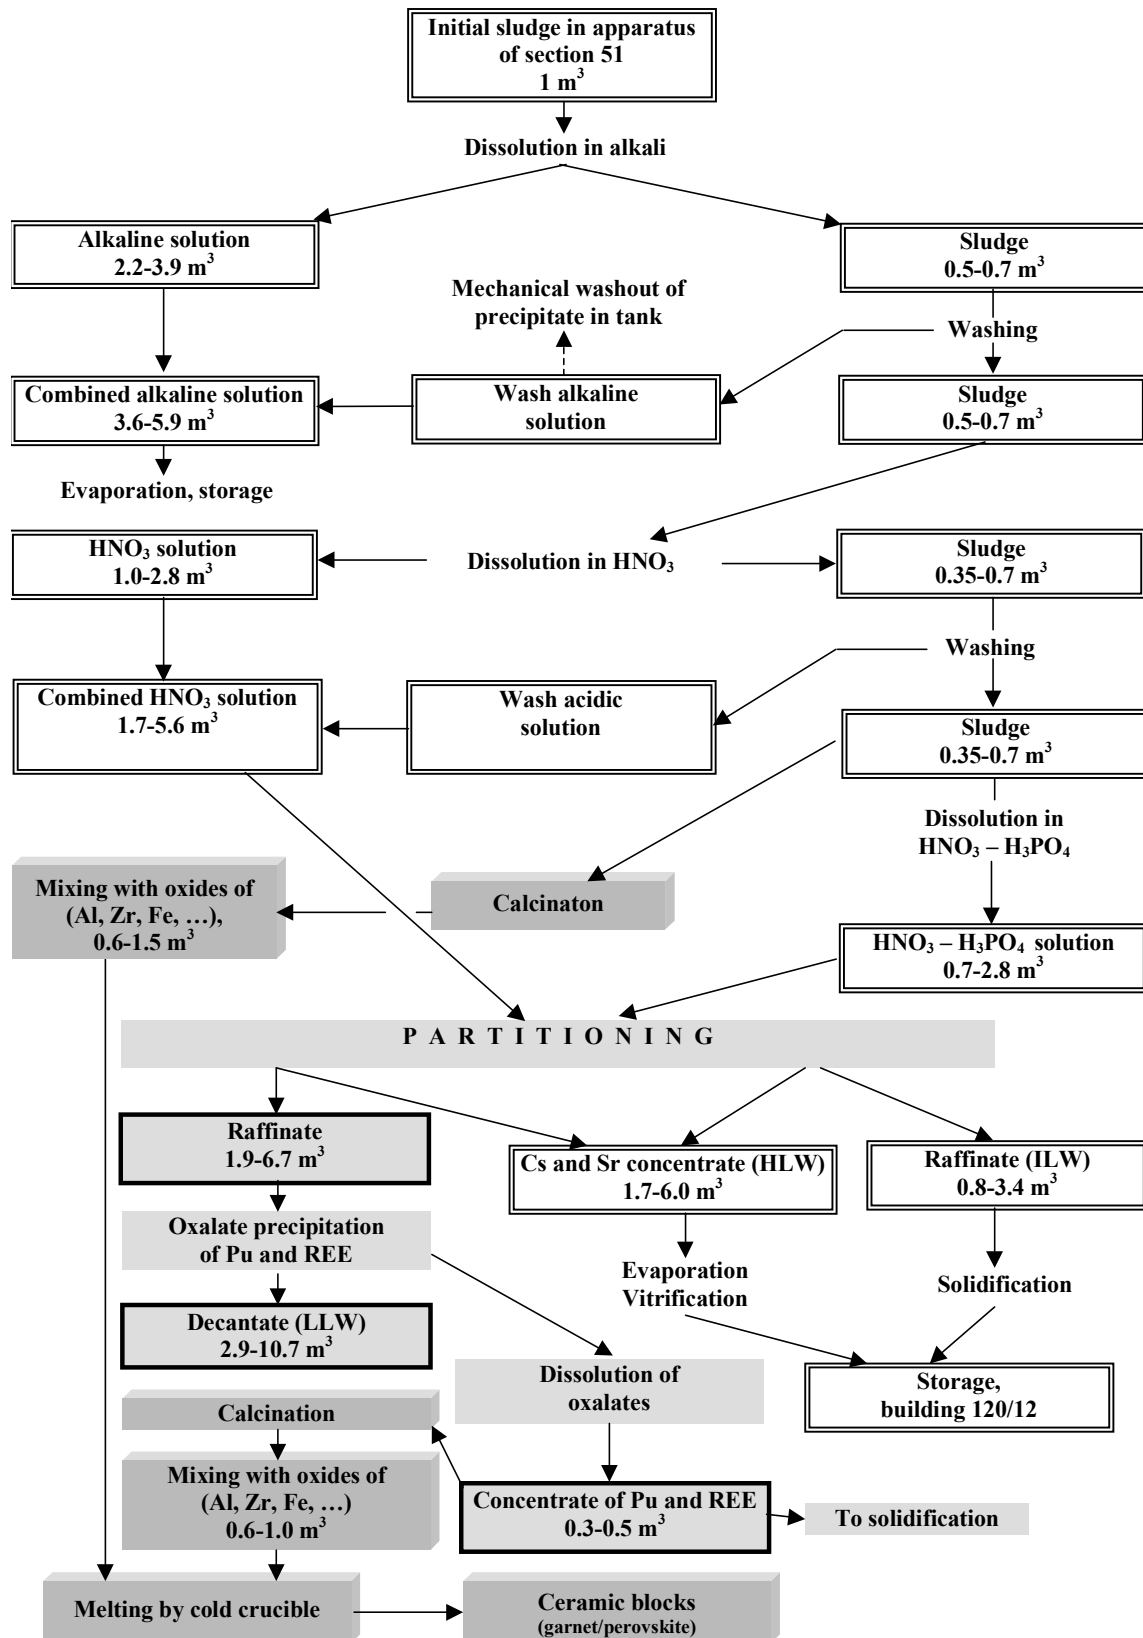 Initial sludge in apparatus
of section 51
1 m³
Dissolution in alkali
Alkaline solution
2.2-3.9 m³
Sludge
0.5-0.7 m³
Mechanical washout of
precipitate in tank
Washing
Combined alkaline solution
3.6-5.9 m³
Wash alkaline
solution
Sludge
0.5-0.7 m³
Evaporation, storage
HNO₃ solution
1.0-2.8 m³
Dissolution in HNO₃
Sludge
0.35-0.7 m³
Washing
Combined HNO₃ solution
1.7-5.6 m³
Wash acidic
solution
Sludge
0.35-0.7 m³
Dissolution in
HNO₃ – H₃PO₄
Mixing with oxides of
(Al, Zr, Fe, …),
0.6-1.5 m³
Calcinaton
HNO₃ – H₃PO₄ solution
0.7-2.8 m³
P A R T I T I O N I N G
Raffinate
1.9-6.7 m³
Cs and Sr concentrate (HLW)
1.7-6.0 m³
Raffinate (ILW)
0.8-3.4 m³
Oxalate precipitation
of Pu and REE
Evaporation
Vitrification
Solidification
Decantate (LLW)
2.9-10.7 m³
Dissolution of
oxalates
Storage,
building 120/12
Calcination
Mixing with oxides of
(Al, Zr, Fe, …)
0.6-1.0 m³
Concentrate of Pu and REE
0.3-0.5 m³
To solidification
Melting by cold crucible
Ceramic blocks
(garnet/perovskite)